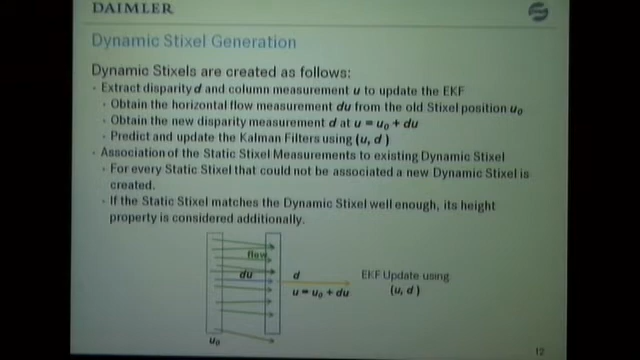 DAIMLER
Dynamic Stixel Generation
Dynamic Stixels are created as follows:
- Extract disparity d and column measurement u to update the EKF
- Obtain the horizontal flow measurement du from the old Stixel position u₀
- Obtain the new disparity measurement d at u = u₀ + du
- Predict and update the Kalman Filters using (u, d )
- Association of the Static Stixel Measurements to existing Dynamic Stixel
- For every Static Stixel that could not be associated a new Dynamic Stixel is
created.
- If the Static Stixel matches the Dynamic Stixel well enough, its height
property is considered additionally.
flow
du
d
u = u₀ + du
EKF Update using
(u, d )
u₀
12